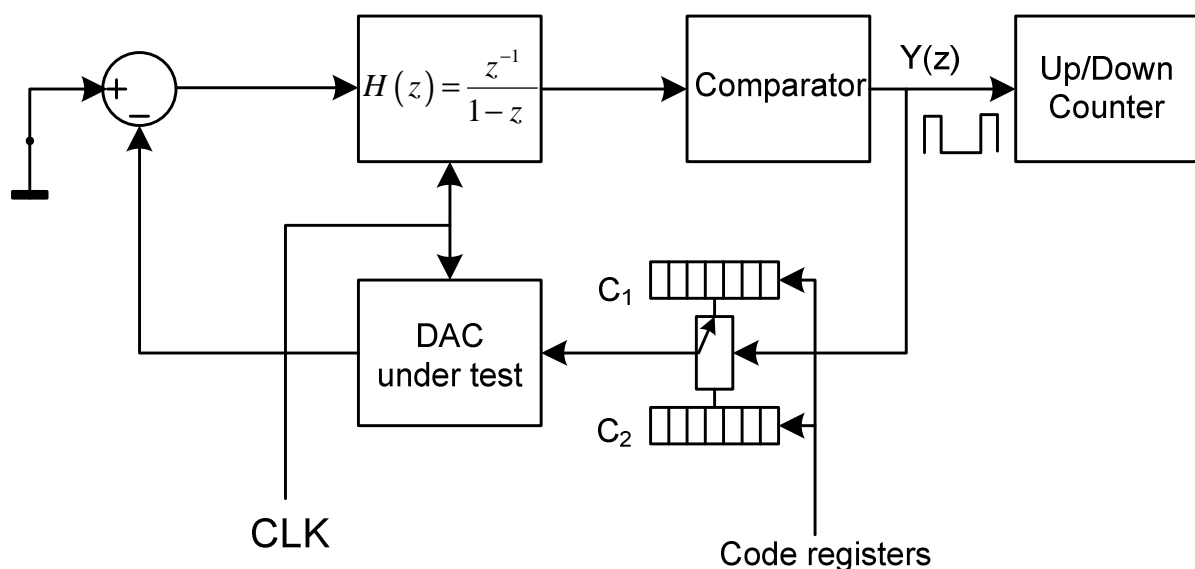 +
−
H(z) = z⁻¹ / (1 − z)
Comparator
Y(z)
Up/Down
Counter
DAC
under test
C₁
C₂
CLK
Code registers